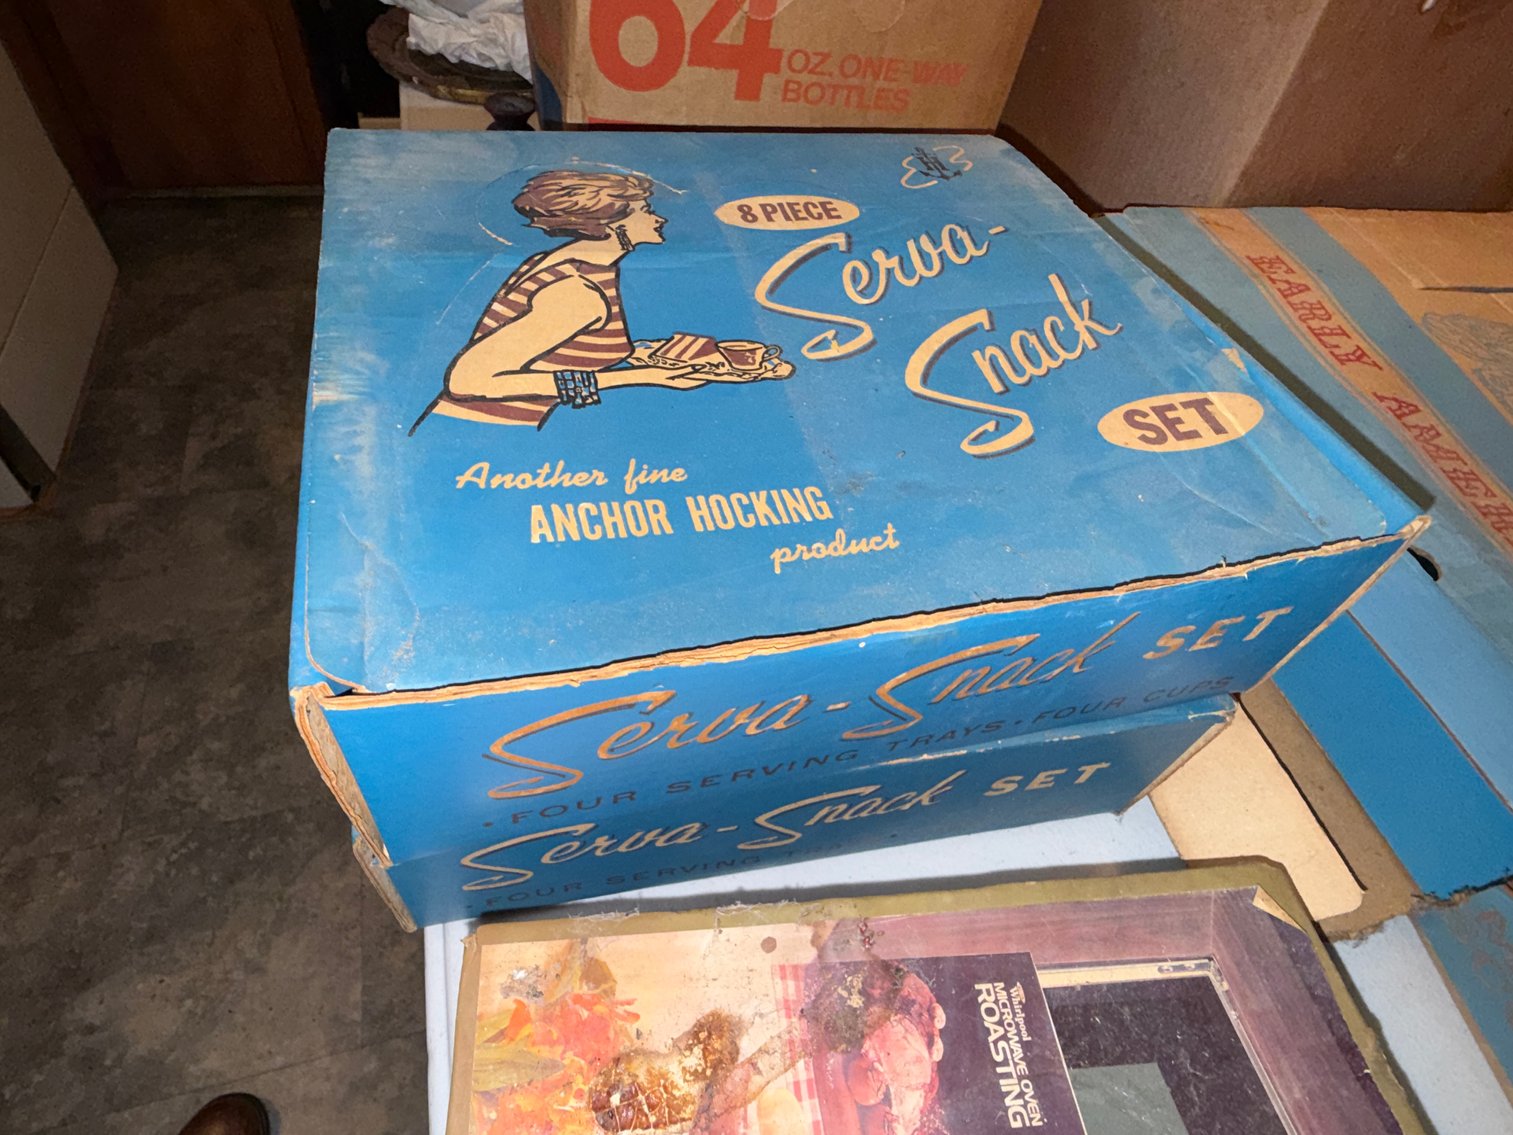 64
OZ. ONE-WAY
BOTTLES
8 PIECE
Serva-
Snack
SET
Another fine
ANCHOR HOCKING
product
EARLY AMER
Serva-Snack SET
• FOUR SERVING TRAYS • FOUR CUPS
Serva-Snack SET
• FOUR SERVING
Whirlpool
MICROWAVE OVEN
ROASTING